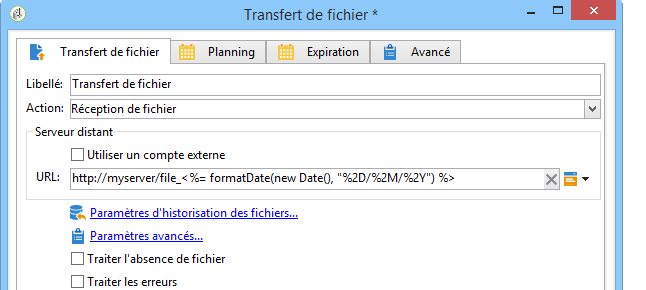 Transfert de fichier *
Transfert de fichier Planning Expiration Avancé
Libellé: Transfert de fichier
Action: Réception de fichier
Serveur distant
Utiliser un compte externe
URL: http://myserver/file_<%= formatDate(new Date(), "%2D/%2M/%2Y") %>
Paramètres d'historisation des fichiers...
Paramètres avancés...
Traiter l'absence de fichier
Traiter les erreurs